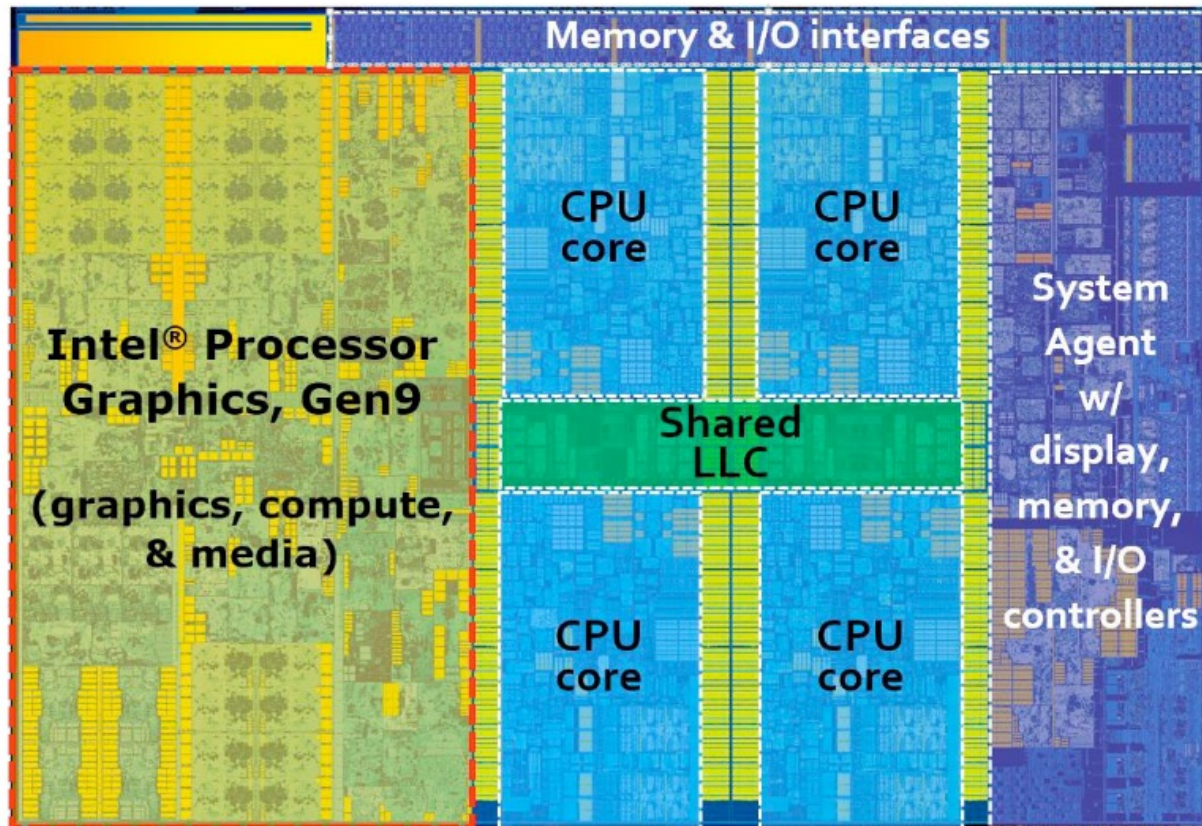 Memory & I/O interfaces
Intel® Processor
Graphics, Gen9
(graphics, compute,
& media)
CPU
core
CPU
core
Shared
LLC
CPU
core
CPU
core
System
Agent
w/
display,
memory,
& I/O
controllers